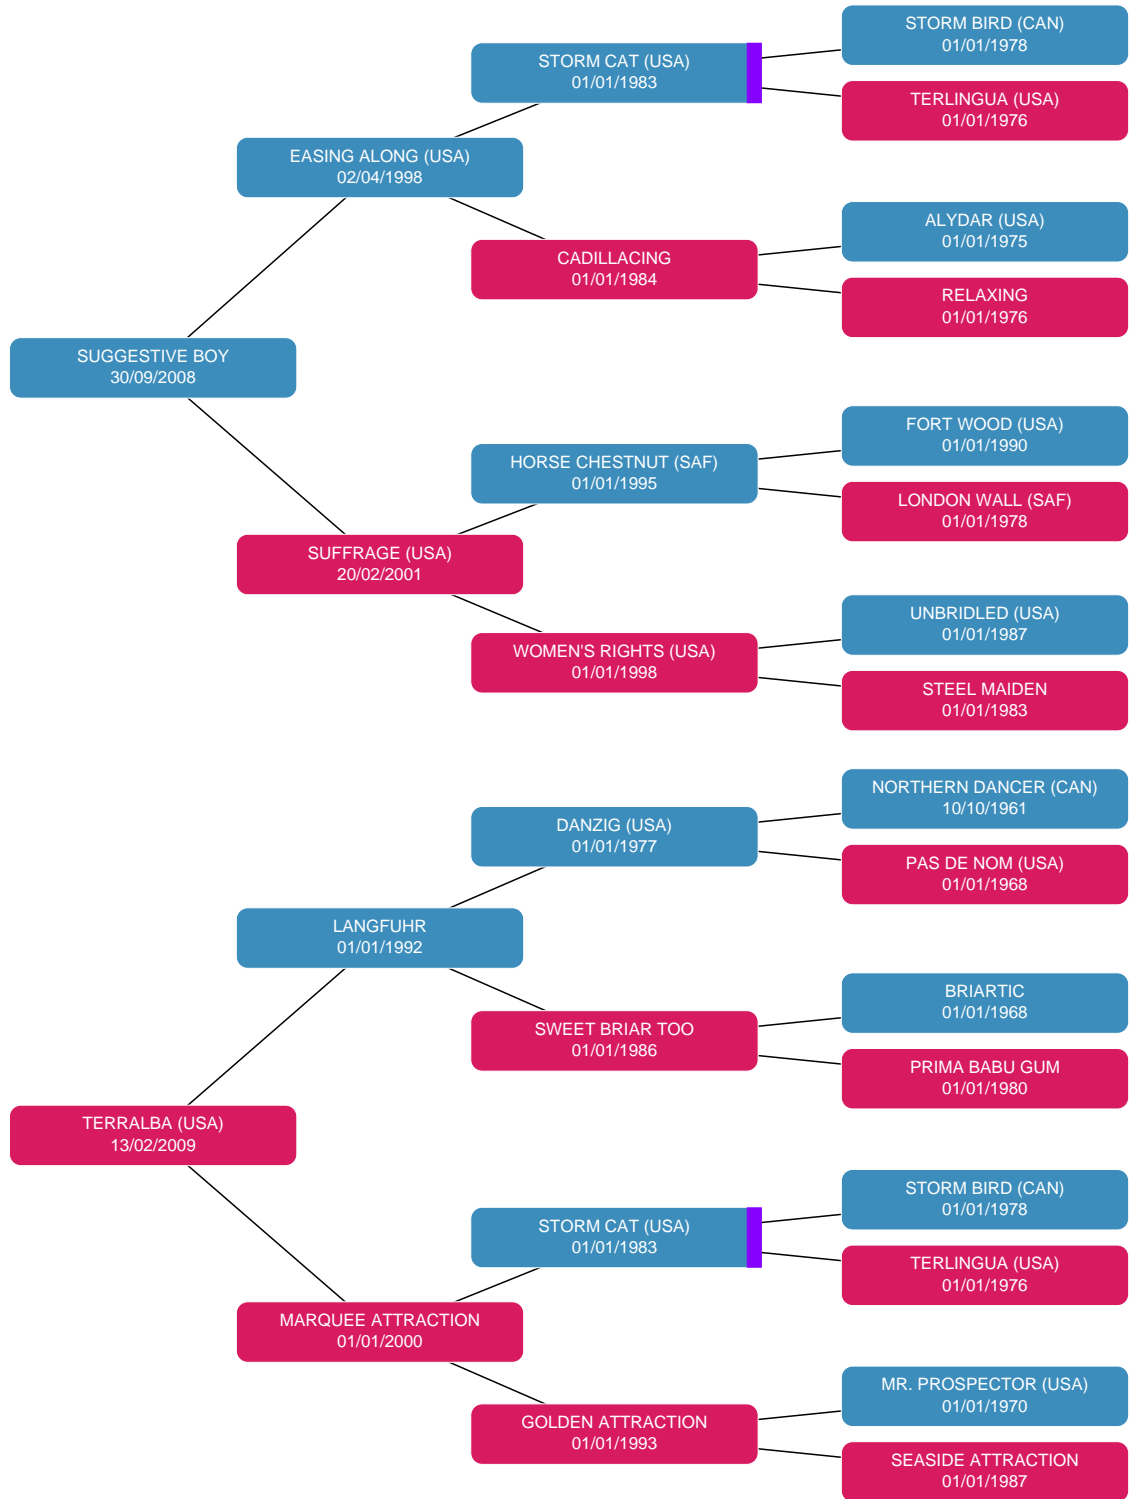 STORM BIRD (CAN)
01/01/1978
STORM CAT (USA)
01/01/1983
TERLINGUA (USA)
01/01/1976
EASING ALONG (USA)
02/04/1998
ALYDAR (USA)
01/01/1975
CADILLACING
01/01/1984
RELAXING
01/01/1976
SUGGESTIVE BOY
30/09/2008
FORT WOOD (USA)
01/01/1990
HORSE CHESTNUT (SAF)
01/01/1995
LONDON WALL (SAF)
01/01/1978
SUFFRAGE (USA)
20/02/2001
UNBRIDLED (USA)
01/01/1987
WOMEN'S RIGHTS (USA)
01/01/1998
STEEL MAIDEN
01/01/1983
NORTHERN DANCER (CAN)
10/10/1961
DANZIG (USA)
01/01/1977
PAS DE NOM (USA)
01/01/1968
LANGFUHR
01/01/1992
BRIARTIC
01/01/1968
SWEET BRIAR TOO
01/01/1986
PRIMA BABU GUM
01/01/1980
TERRALBA (USA)
13/02/2009
STORM BIRD (CAN)
01/01/1978
STORM CAT (USA)
01/01/1983
TERLINGUA (USA)
01/01/1976
MARQUEE ATTRACTION
01/01/2000
MR. PROSPECTOR (USA)
01/01/1970
GOLDEN ATTRACTION
01/01/1993
SEASIDE ATTRACTION
01/01/1987